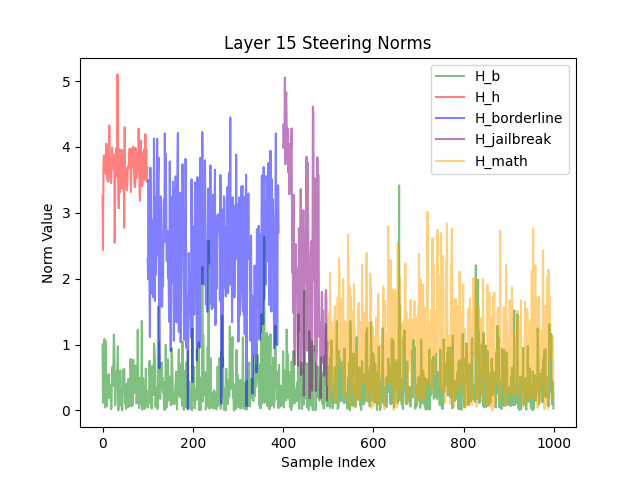 Layer 15 Steering Norms
H_b
H_h
H_borderline
H_jailbreak
H_math
Norm Value
5
4
3
2
1
0
0 200 400 600 800 1000
Sample Index